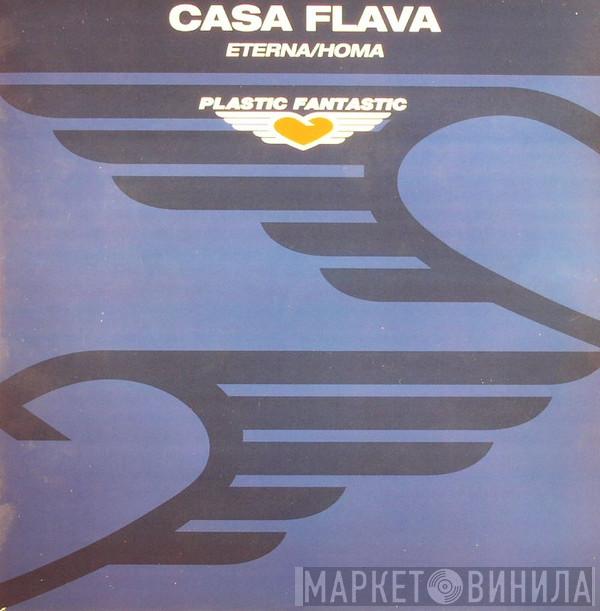 CASA FLAVA
ETERNA/HOMA
PLASTIC FANTASTIC
МАРКЕТ ВИНИЛА